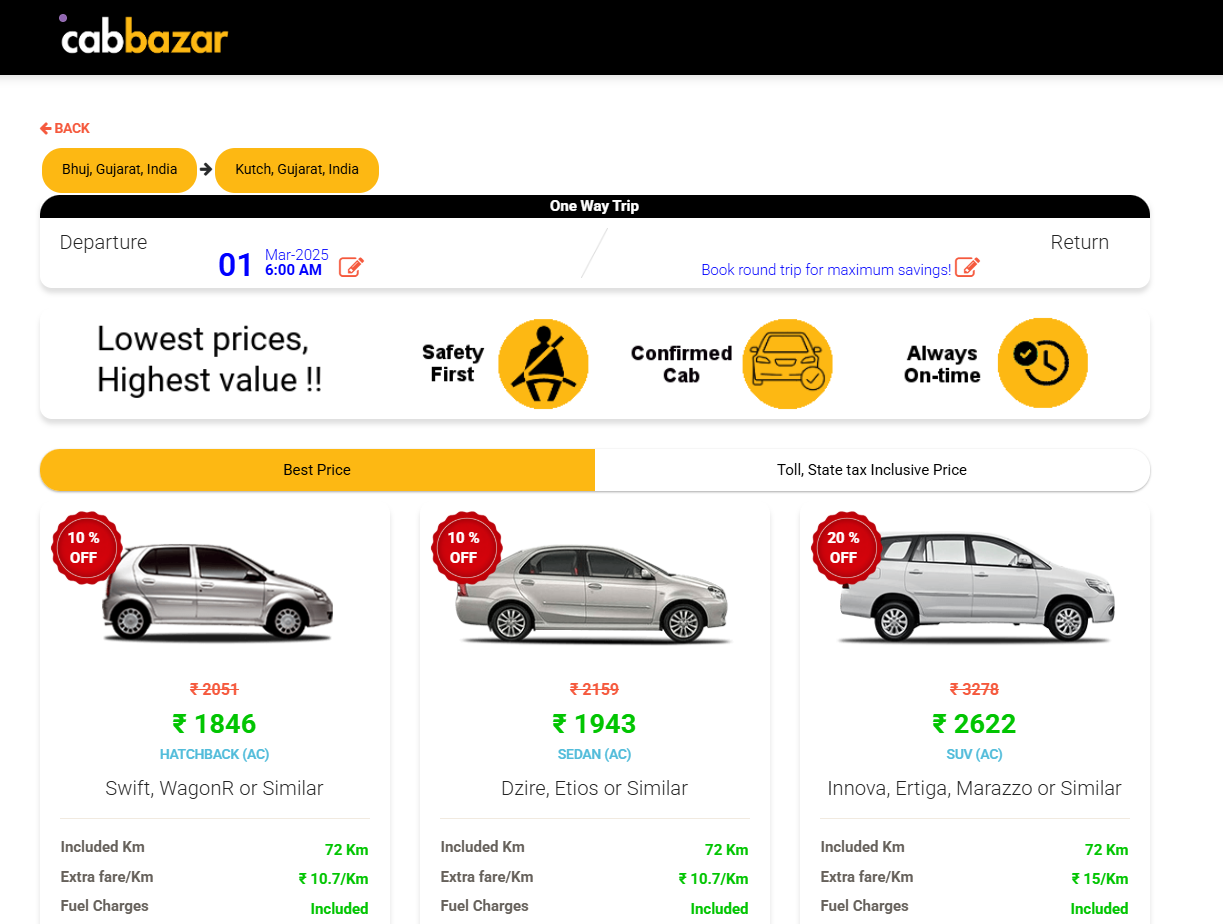 cabbazar
BACK
Bhuj, Gujarat, India
Kutch, Gujarat, India
One Way Trip
Departure
Return
01
Mar-2025
6:00 AM
Book round trip for maximum savings!
Lowest prices,
Highest value !!
Safety
First
Confirmed
Cab
Always
On-time
Best Price
Toll, State tax Inclusive Price
10 %
OFF
10 %
OFF
20 %
OFF
₹ 2051
₹ 1846
HATCHBACK (AC)
Swift, WagonR or Similar
Included Km
72 Km
Extra fare/Km
₹ 10.7/Km
Fuel Charges
Included
₹ 2159
₹ 1943
SEDAN (AC)
Dzire, Etios or Similar
Included Km
72 Km
Extra fare/Km
₹ 10.7/Km
Fuel Charges
Included
₹ 3278
₹ 2622
SUV (AC)
Innova, Ertiga, Marazzo or Similar
Included Km
72 Km
Extra fare/Km
₹ 15/Km
Fuel Charges
Included